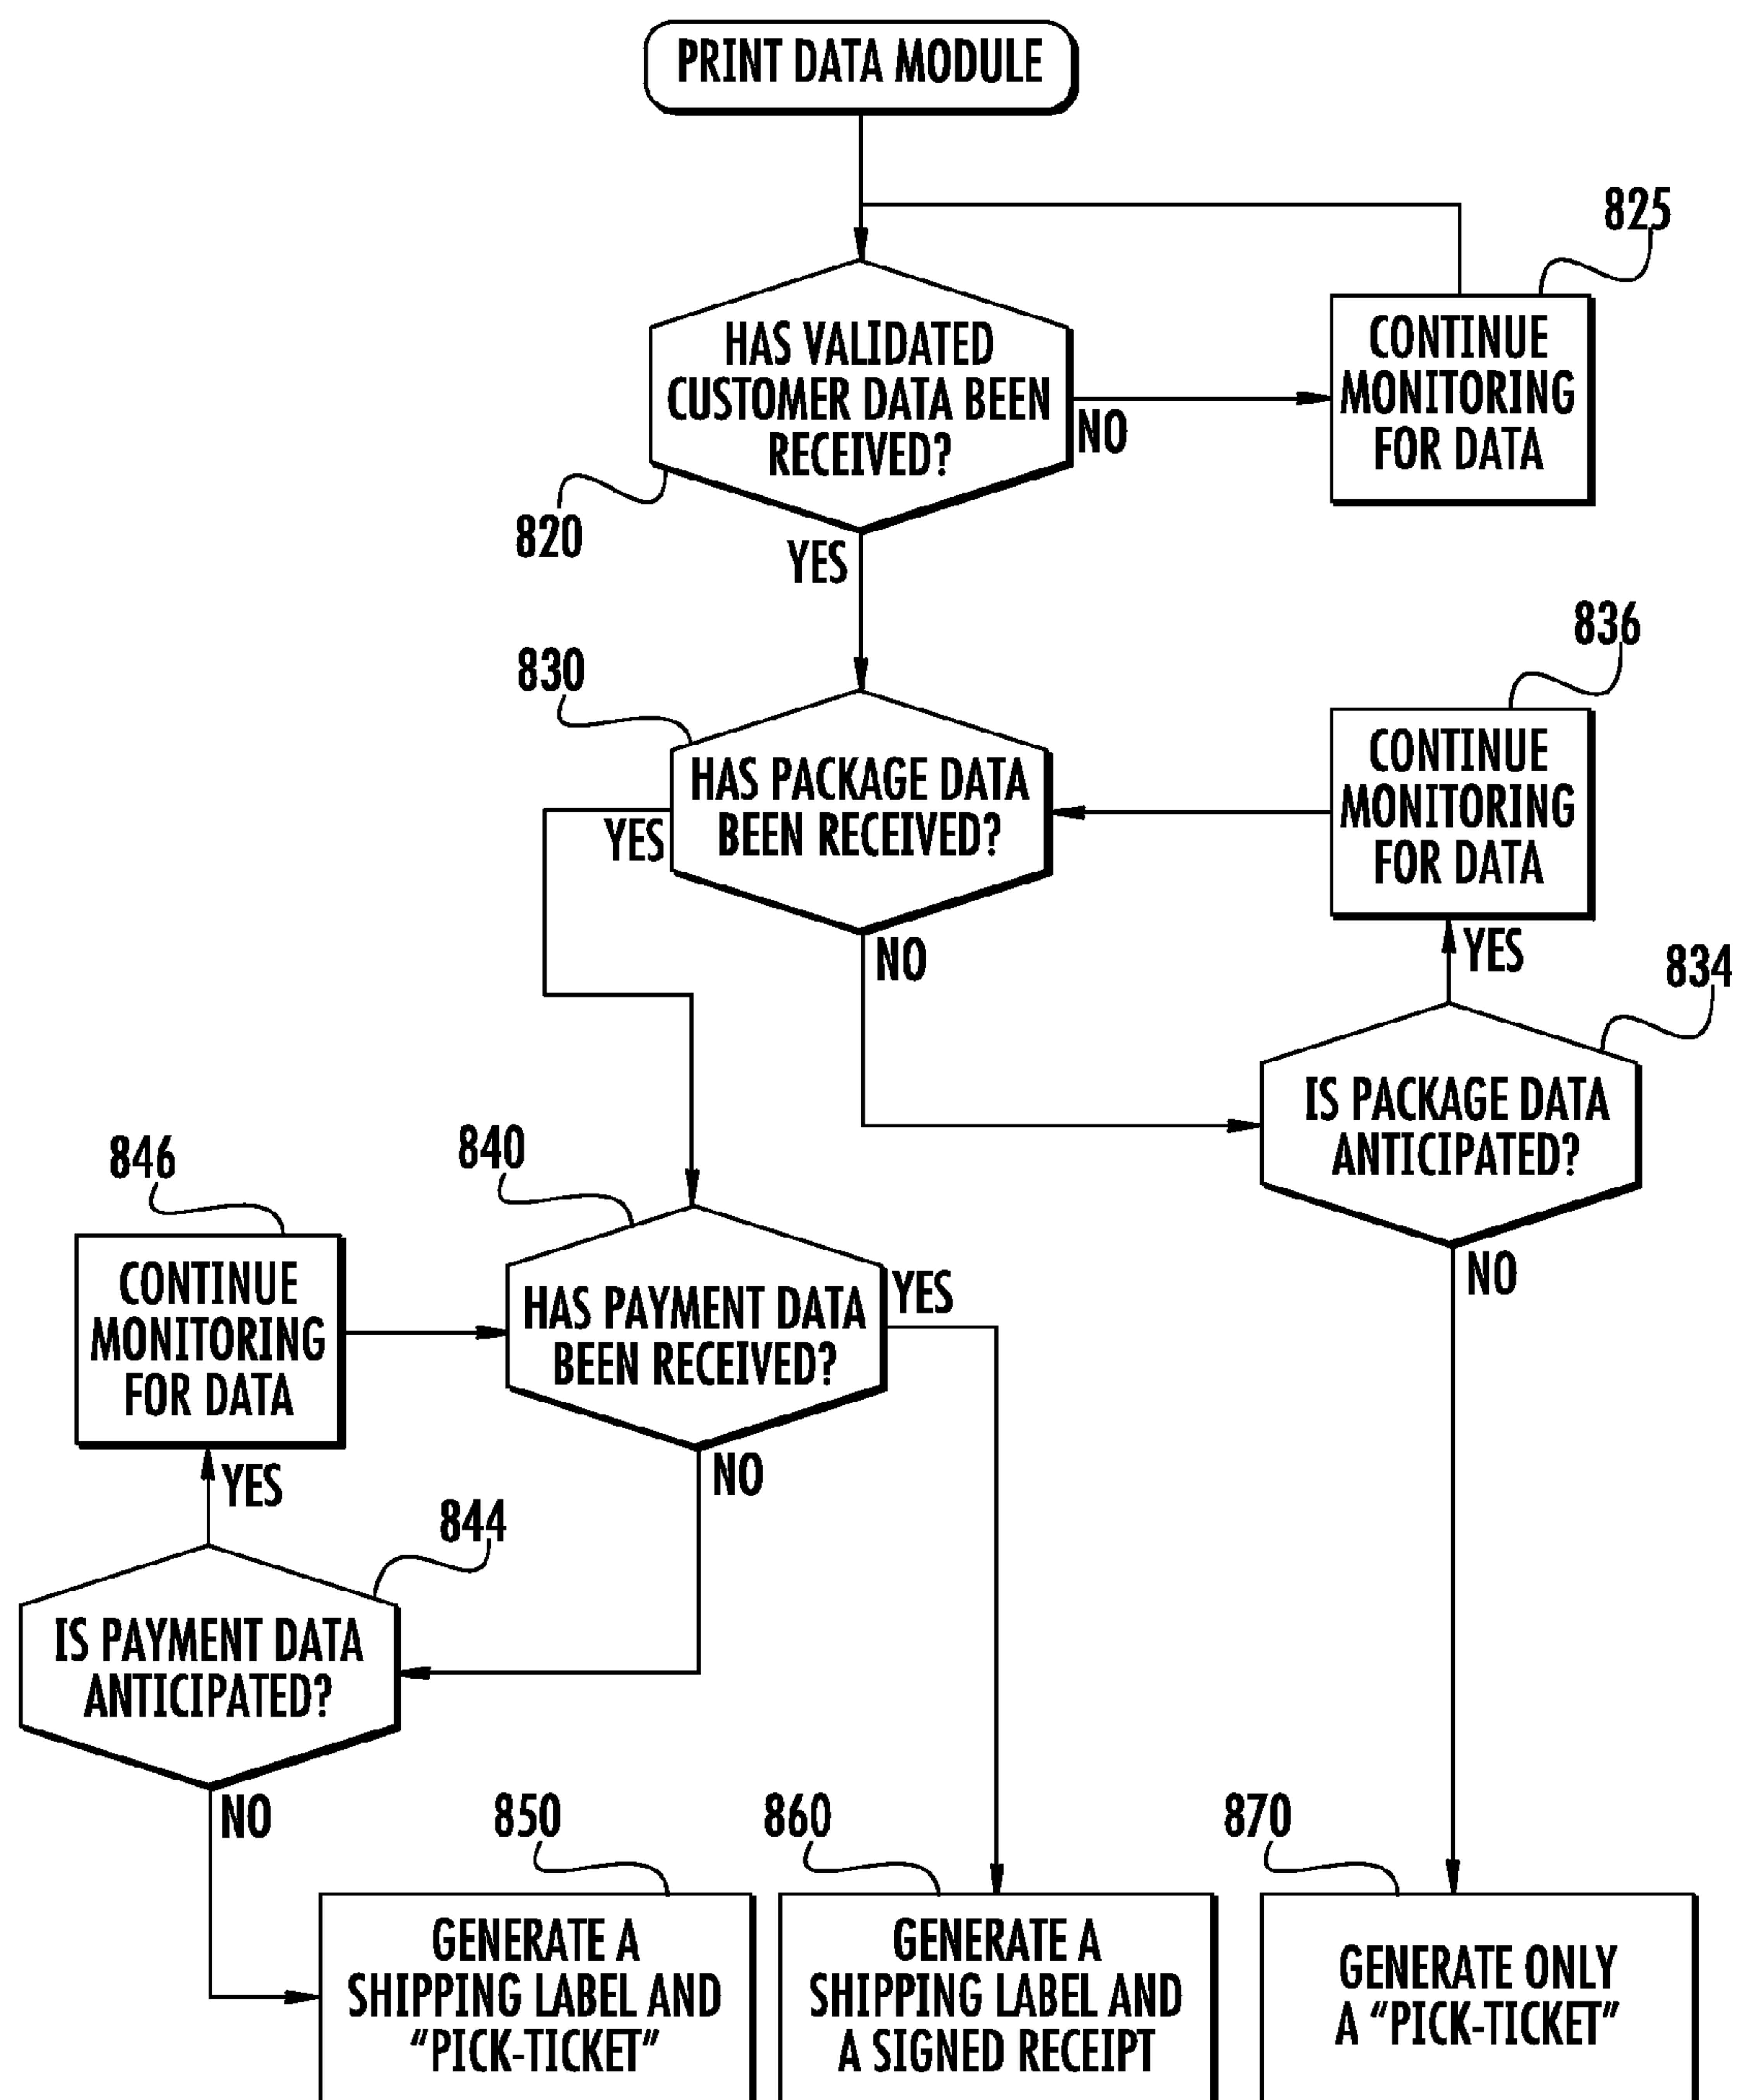 PRINT DATA MODULE
825
HAS VALIDATED
CUSTOMER DATA BEEN
RECEIVED?
NO
CONTINUE
MONITORING
FOR DATA
820
YES
836
830
HAS PACKAGE DATA
BEEN RECEIVED?
YES
CONTINUE
MONITORING
FOR DATA
NO
YES
834
IS PACKAGE DATA
ANTICIPATED?
846
840
CONTINUE
MONITORING
FOR DATA
HAS PAYMENT DATA
BEEN RECEIVED?
YES
NO
NO
YES
844
IS PAYMENT DATA
ANTICIPATED?
NO
850
860
870
GENERATE A
SHIPPING LABEL AND
"PICK-TICKET"
GENERATE A
SHIPPING LABEL AND
A SIGNED RECEIPT
GENERATE ONLY
A "PICK-TICKET"